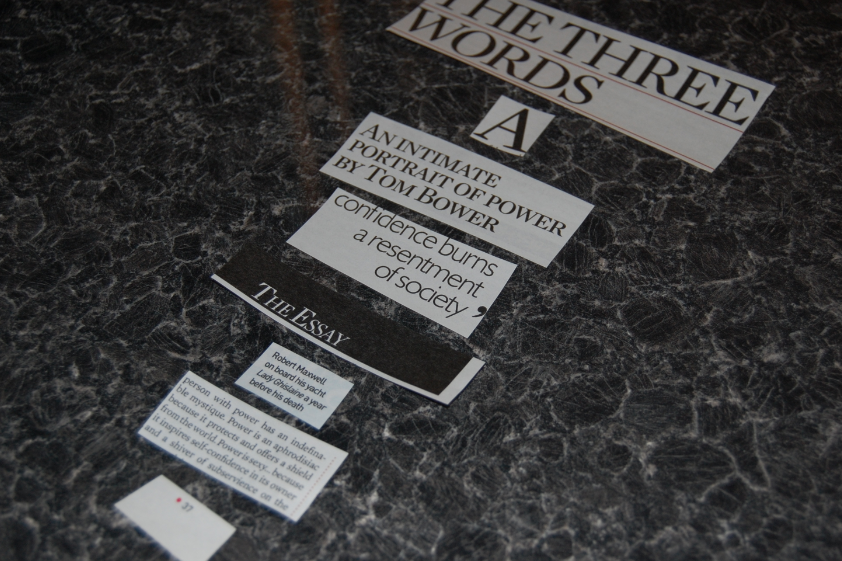 THE THREE
WORDS
A
AN INTIMATE
PORTRAIT OF POWER
BY TOM BOWER
confidence burns
a resentment
of society ’
THE ESSAY
Robert Maxwell
on board his yacht
Lady Ghislaine a year
before his death
person with power has an indefina-
ble mystique. Power is an aphrodisiac
because it protects and offers a shield
from the world. Power is sexy... because
it inspires self-confidence in its owner
and a shiver of subservience on the
37